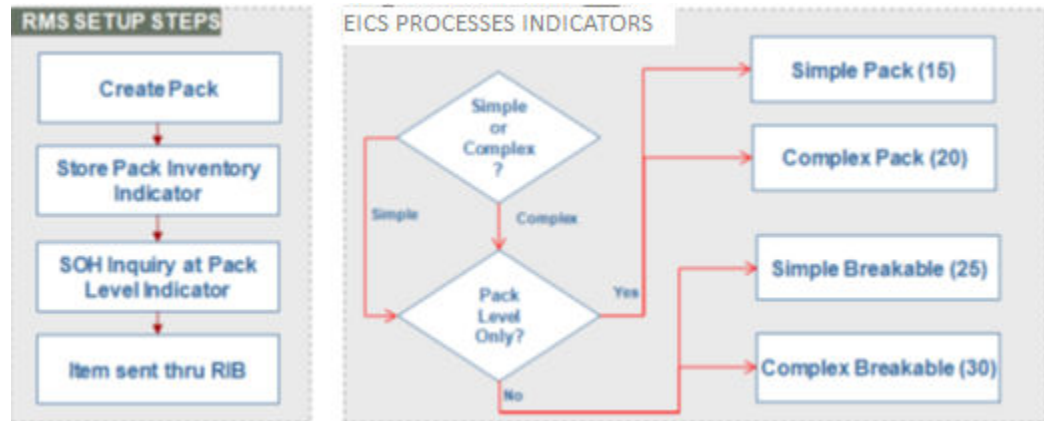 RMS SETUP STEPS
Create Pack
Store Pack Inventory
Indicator
SOH Inquiry at Pack
Level Indicator
Item sent thru RIB
EICS PROCESSES INDICATORS
Simple
or
Complex
?
Simple
Complex
Pack
Level
Only?
Yes
No
Simple Pack (15)
Complex Pack (20)
Simple Breakable (25)
Complex Breakable (30)